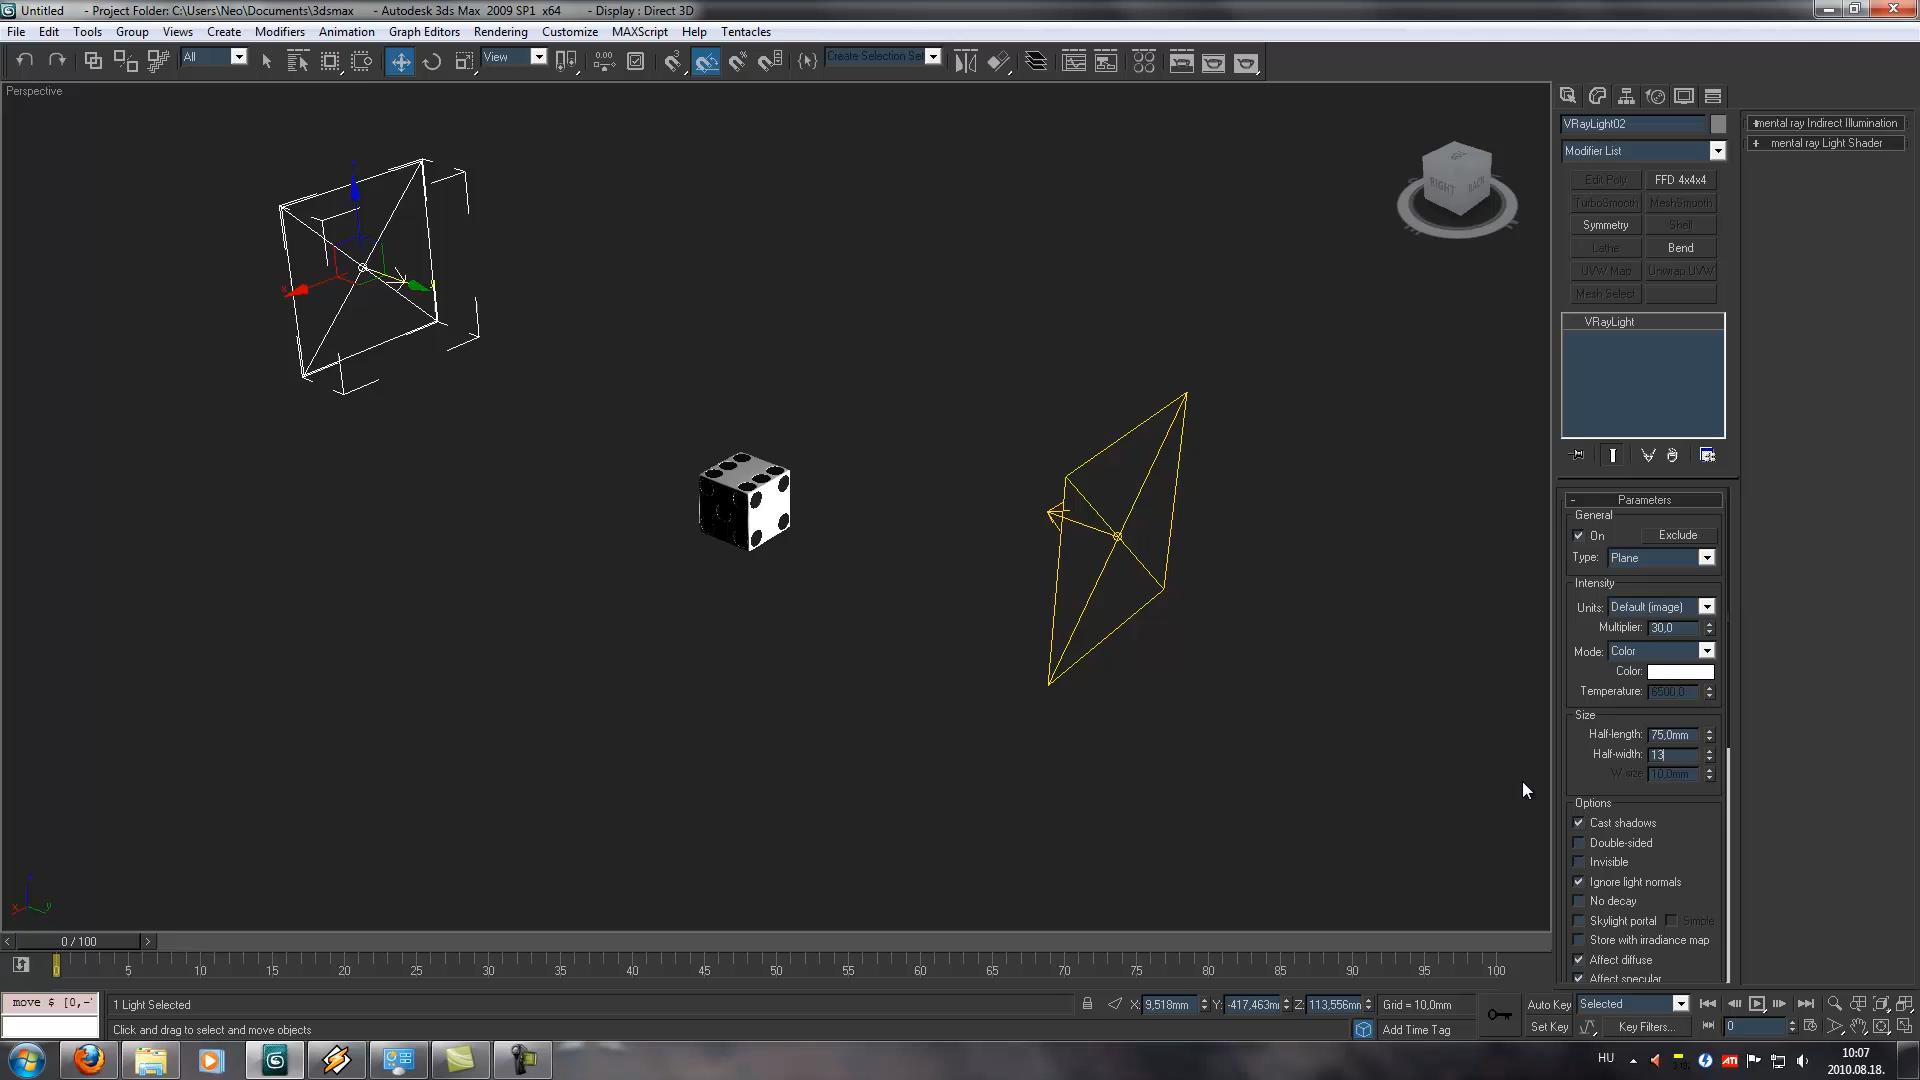 Untitled - Project Folder: C:\Users\Neo\Documents\3dsmax - Autodesk 3ds Max 2009 SP1 x64 - Display : Direct 3D
File Edit Tools Group Views Create Modifiers Animation Graph Editors Rendering Customize MAXScript Help Tentacles
All View Create Selection Set
Perspective
RIGHT BACK
VRayLight02
Modifier List
Edit Poly FFD 4x4x4
TurboSmooth MeshSmooth
Symmetry Shell
Lathe Bend
UVW Map Unwrap UVW
Mesh Select
VRayLight
+ mental ray Indirect Illumination
+ mental ray Light Shader
- Parameters
General
On Exclude
Type: Plane
Intensity
Units: Default (image)
Multiplier: 30,0
Mode: Color
Color:
Temperature: 6500,0
Size
Half-length: 75,0mm
Half-width: 13
W size 10,0mm
Options
Cast shadows
Double-sided
Invisible
Ignore light normals
No decay
Skylight portal Simple
Store with irradiance map
Affect diffuse
Affect specular
x y
< 0 / 100 >
5 10 15 20 25 30 35 40 45 50 55 60 65 70 75 80 85 90 95 100
move $ [0,-
1 Light Selected X: 9,518mm Y: -417,463m Z: 113,556mm Grid = 10,0mm Auto Key Selected
Click and drag to select and move objects Add Time Tag Set Key Key Filters... 0
HU 10:07
2010.08.18.